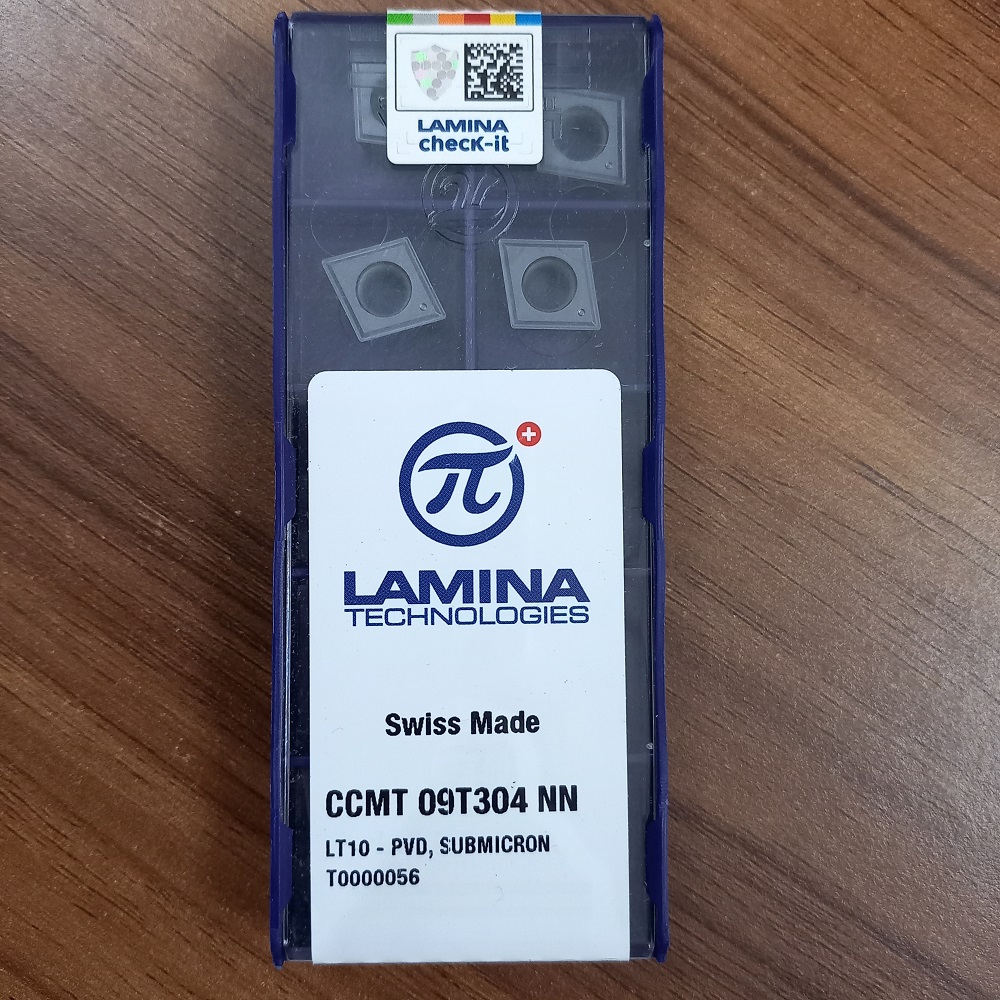 LAMINA
checK-it
π
LAMINA
TECHNOLOGIES
Swiss Made
CCMT 09T304 NN
LT10 - PVD, SUBMICRON
T0000056